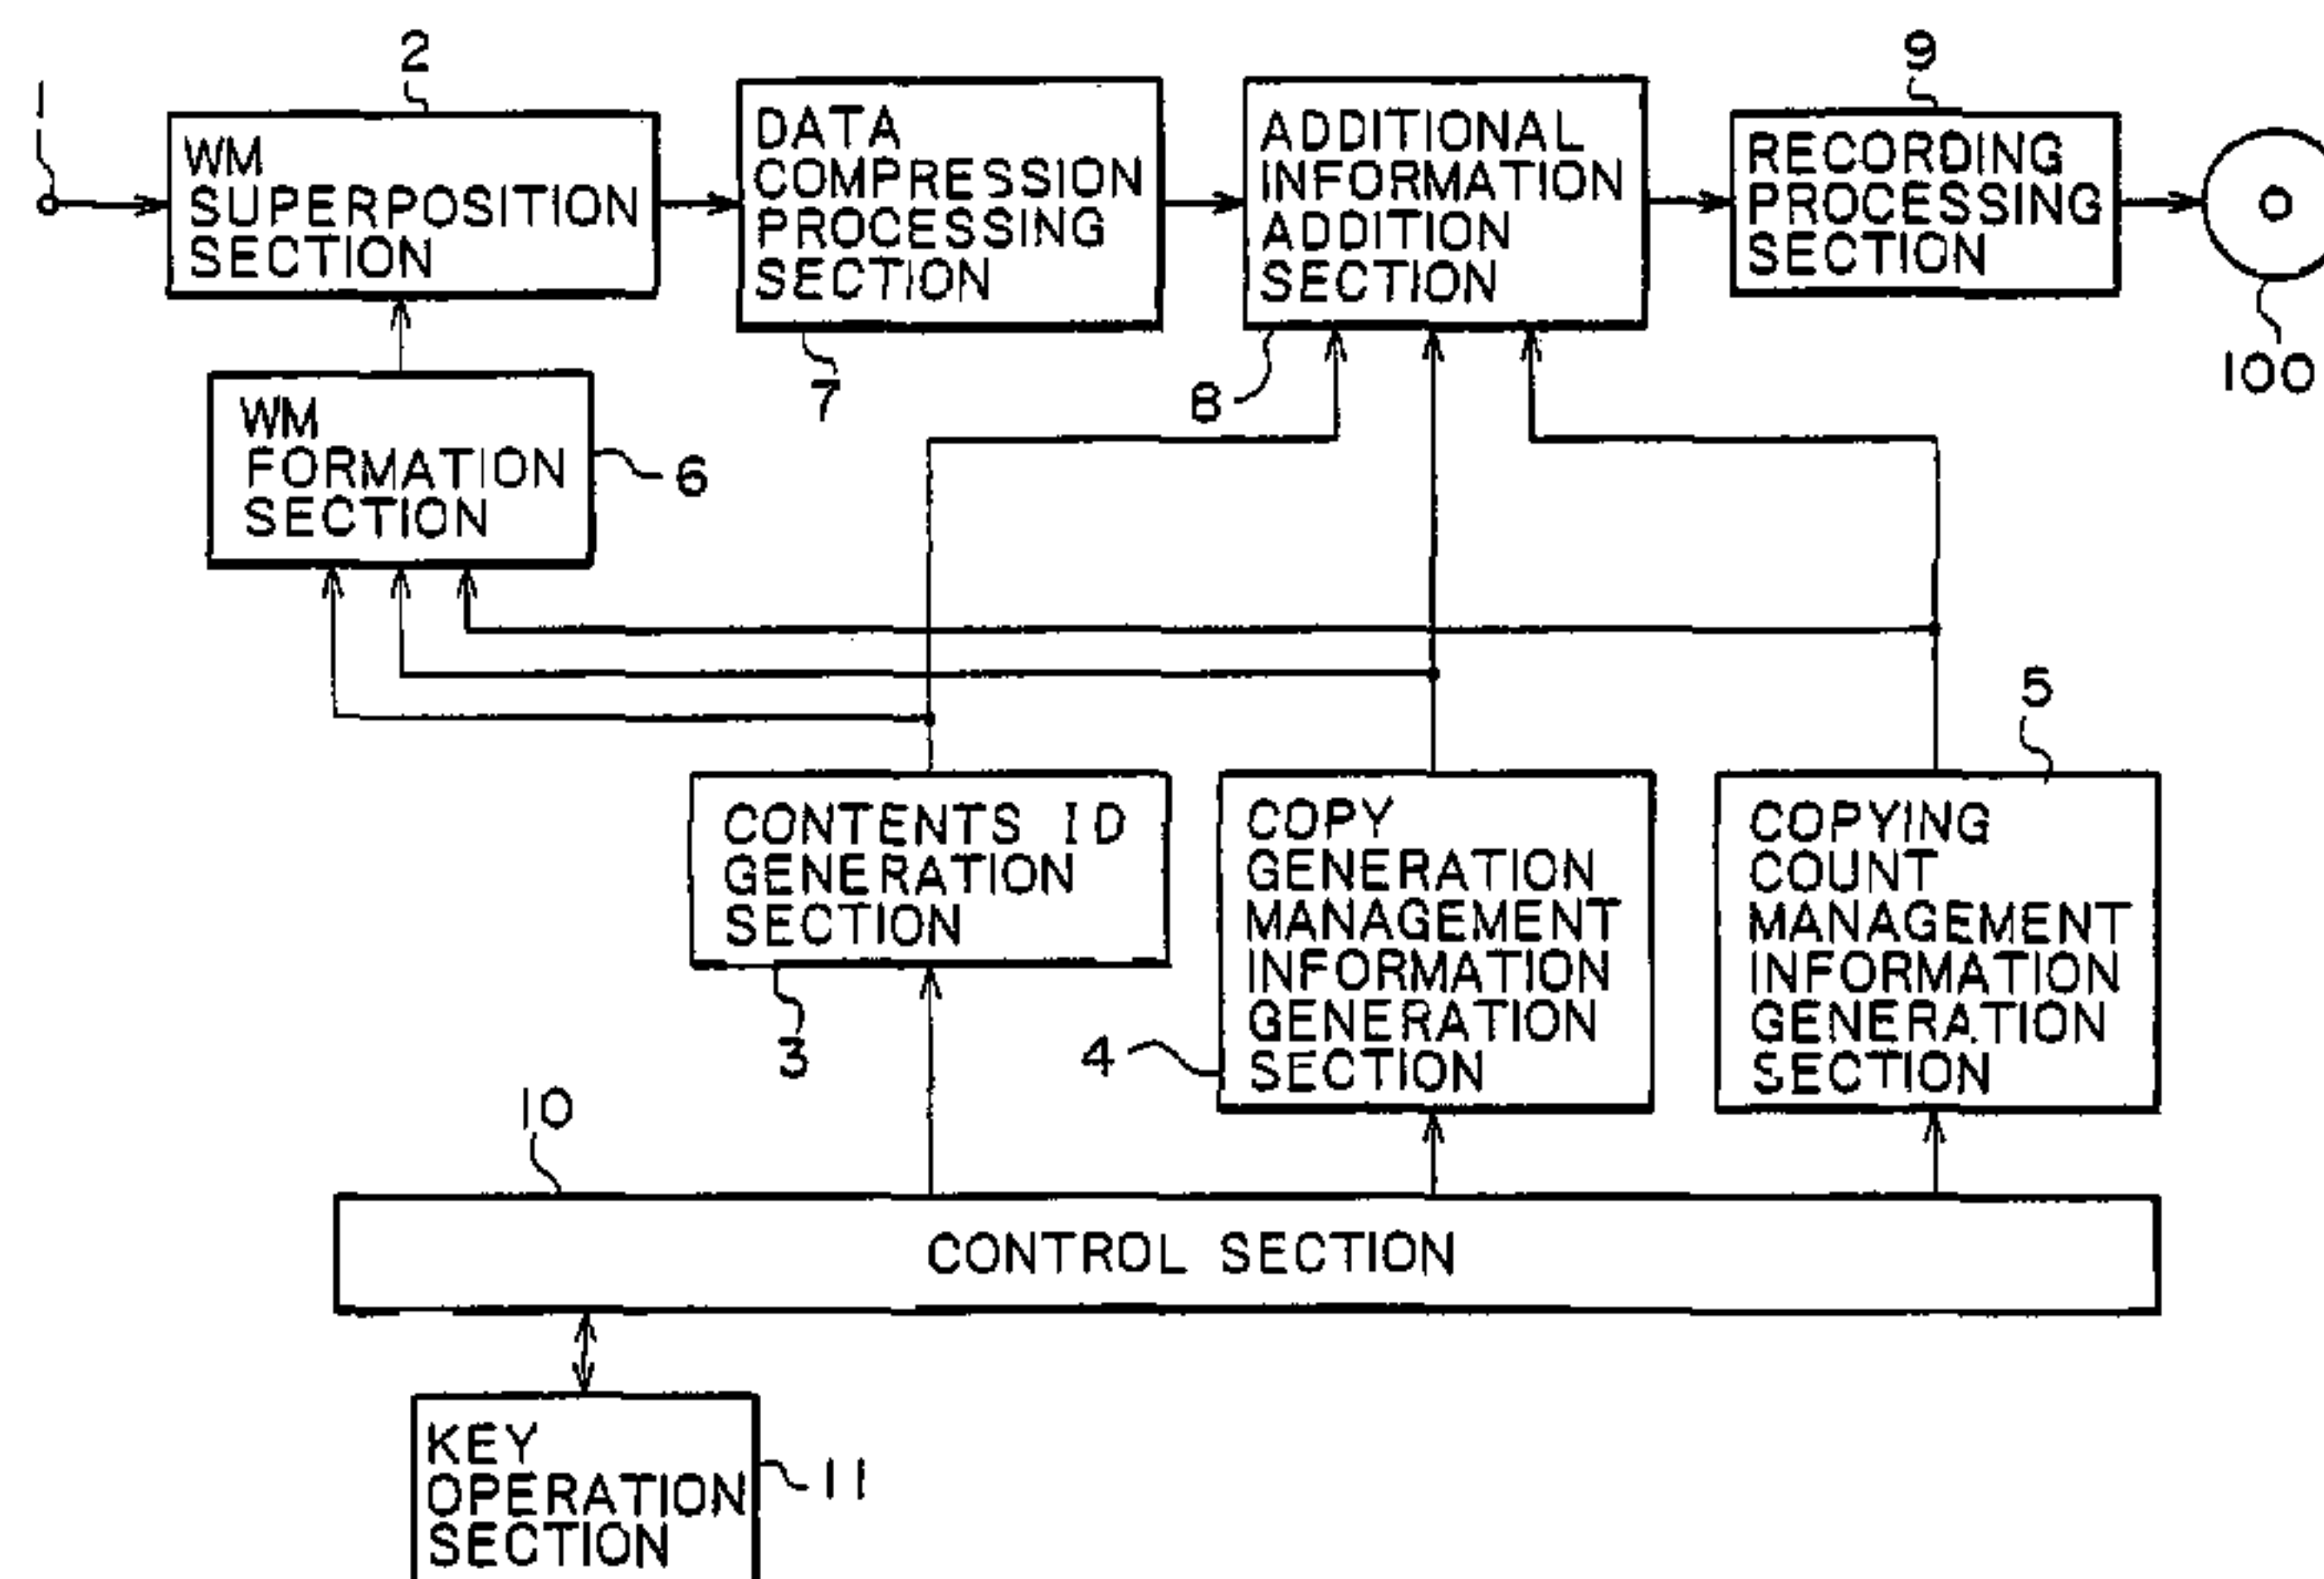 1
2
WM
SUPERPOSITION
SECTION
DATA
COMPRESSION
PROCESSING
SECTION
7
ADDITIONAL
INFORMATION
ADDITION
SECTION
8
9
RECORDING
PROCESSING
SECTION
100
WM
FORMATION
SECTION
6
CONTENTS ID
GENERATION
SECTION
3
COPY
GENERATION
MANAGEMENT
INFORMATION
GENERATION
SECTION
4
5
COPYING
COUNT
MANAGEMENT
INFORMATION
GENERATION
SECTION
10
CONTROL SECTION
KEY
OPERATION
SECTION
11